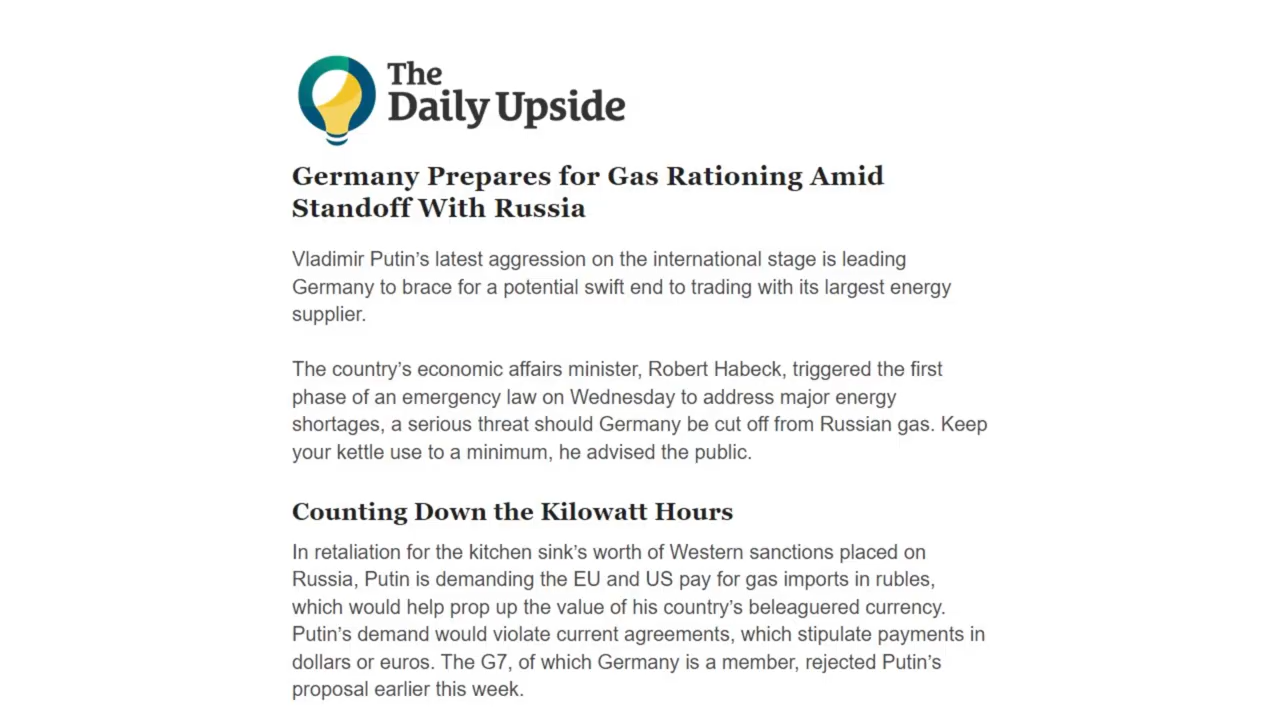 The
Daily Upside
Germany Prepares for Gas Rationing Amid
Standoff With Russia
Vladimir Putin’s latest aggression on the international stage is leading
Germany to brace for a potential swift end to trading with its largest energy
supplier.
The country’s economic affairs minister, Robert Habeck, triggered the first
phase of an emergency law on Wednesday to address major energy
shortages, a serious threat should Germany be cut off from Russian gas. Keep
your kettle use to a minimum, he advised the public.
Counting Down the Kilowatt Hours
In retaliation for the kitchen sink’s worth of Western sanctions placed on
Russia, Putin is demanding the EU and US pay for gas imports in rubles,
which would help prop up the value of his country’s beleaguered currency.
Putin’s demand would violate current agreements, which stipulate payments in
dollars or euros. The G7, of which Germany is a member, rejected Putin’s
proposal earlier this week.